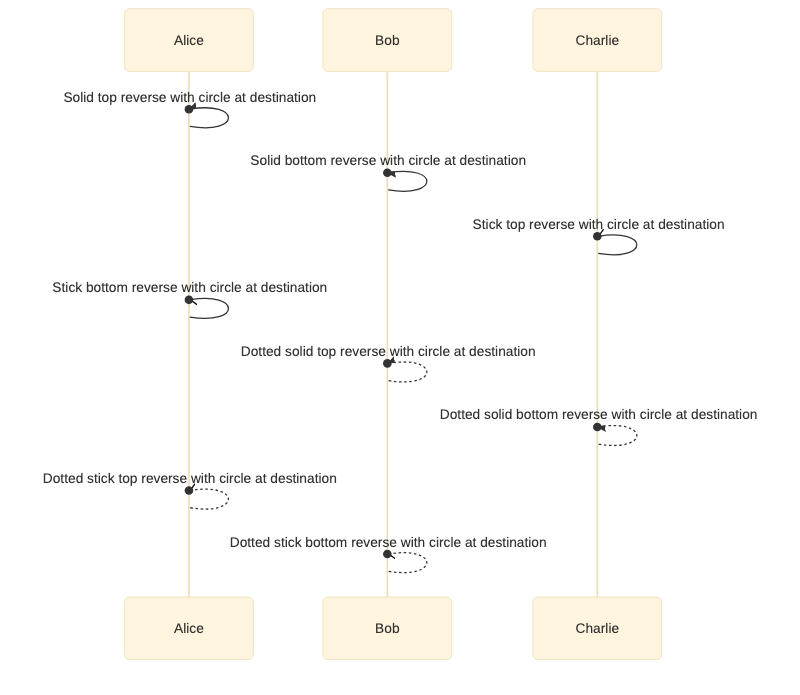 Alice
Bob
Charlie
Solid top reverse with circle at destination
Solid bottom reverse with circle at destination
Stick top reverse with circle at destination
Stick bottom reverse with circle at destination
Dotted solid top reverse with circle at destination
Dotted solid bottom reverse with circle at destination
Dotted stick top reverse with circle at destination
Dotted stick bottom reverse with circle at destination
Alice
Bob
Charlie